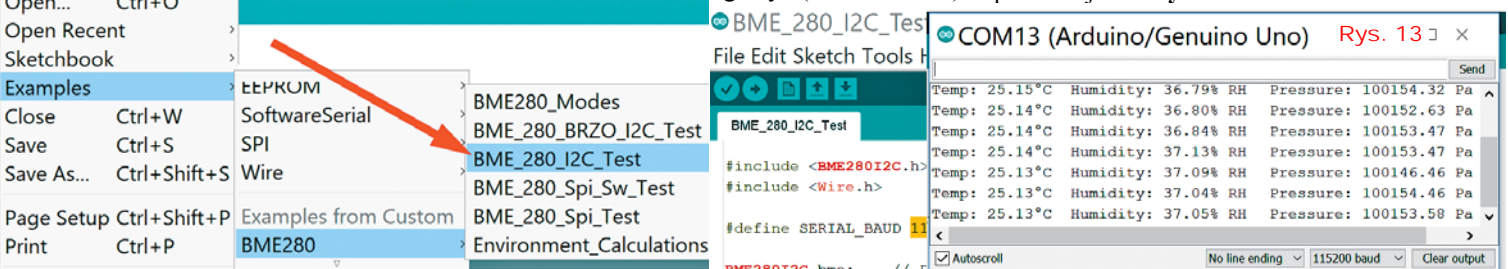 Open... Ctrl+O
Open Recent
Sketchbook
Examples
Close Ctrl+W
Save Ctrl+S
Save As... Ctrl+Shift+S
Page Setup Ctrl+Shift+P
Print Ctrl+P
EEPROM
SoftwareSerial
SPI
Wire
Examples from Custom
BME280
BME280_Modes
BME_280_BRZO_I2C_Test
BME_280_I2C_Test
BME_280_Spi_Sw_Test
BME_280_Spi_Test
Environment_Calculations
BME_280_I2C_Tes
File Edit Sketch Tools H
BME_280_I2C_Test
#include <BME280I2C.h>
#include <Wire.h>
#define SERIAL_BAUD 11
BME280I2C bme;
COM13 (Arduino/Genuino Uno) Rys. 13
Send
Temp: 25.15°C Humidity: 36.79% RH Pressure: 100154.32 Pa
Temp: 25.14°C Humidity: 36.80% RH Pressure: 100152.63 Pa
Temp: 25.14°C Humidity: 36.84% RH Pressure: 100153.47 Pa
Temp: 25.14°C Humidity: 37.13% RH Pressure: 100153.47 Pa
Temp: 25.13°C Humidity: 37.09% RH Pressure: 100146.46 Pa
Temp: 25.13°C Humidity: 37.04% RH Pressure: 100154.46 Pa
Temp: 25.13°C Humidity: 37.05% RH Pressure: 100153.58 Pa
Autoscroll No line ending 115200 baud Clear output